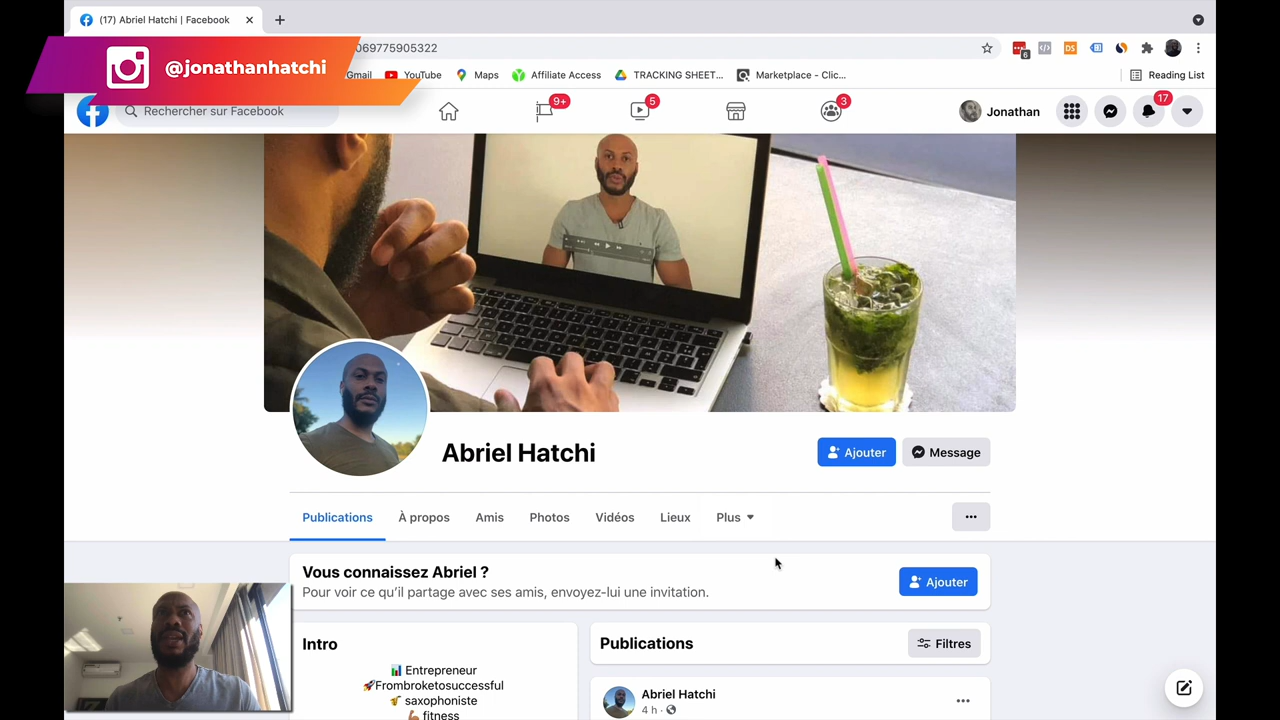 (17) Abriel Hatchi | Facebook
069775905322
6
DS
@jonathanhatchi
Gmail
YouTube
Maps
Affiliate Access
TRACKING SHEET...
Marketplace - Clic...
Reading List
Rechercher sur Facebook
9+
5
3
Jonathan
17
Abriel Hatchi
Ajouter
Message
Publications
À propos
Amis
Photos
Vidéos
Lieux
Plus
Vous connaissez Abriel ?
Pour voir ce qu'il partage avec ses amis, envoyez-lui une invitation.
Ajouter
Intro
📊 Entrepreneur
🚀Frombroketosuccessful
🎷 saxophoniste
💪🏽 fitness
Publications
Filtres
Abriel Hatchi
4 h ·